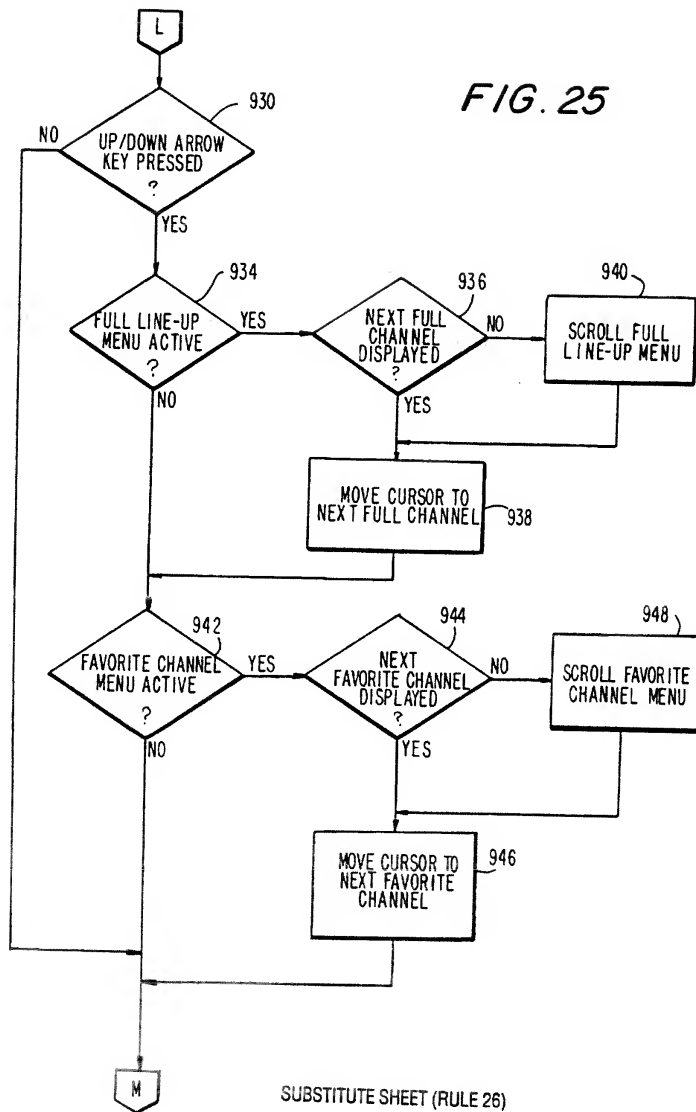 L
FIG. 25
930
NO
UP/DOWN ARROW
KEY PRESSED
?
YES
934
FULL LINE-UP
MENU ACTIVE
?
YES
NO
936
NEXT FULL
CHANNEL
DISPLAYED
?
NO
YES
940
SCROLL FULL
LINE-UP MENU
MOVE CURSOR TO
NEXT FULL CHANNEL
938
942
FAVORITE CHANNEL
MENU ACTIVE
?
YES
NO
944
NEXT
FAVORITE CHANNEL
DISPLAYED
?
NO
YES
948
SCROLL FAVORITE
CHANNEL MENU
MOVE CURSOR TO
NEXT FAVORITE
CHANNEL
946
M
SUBSTITUTE SHEET (RULE 26)